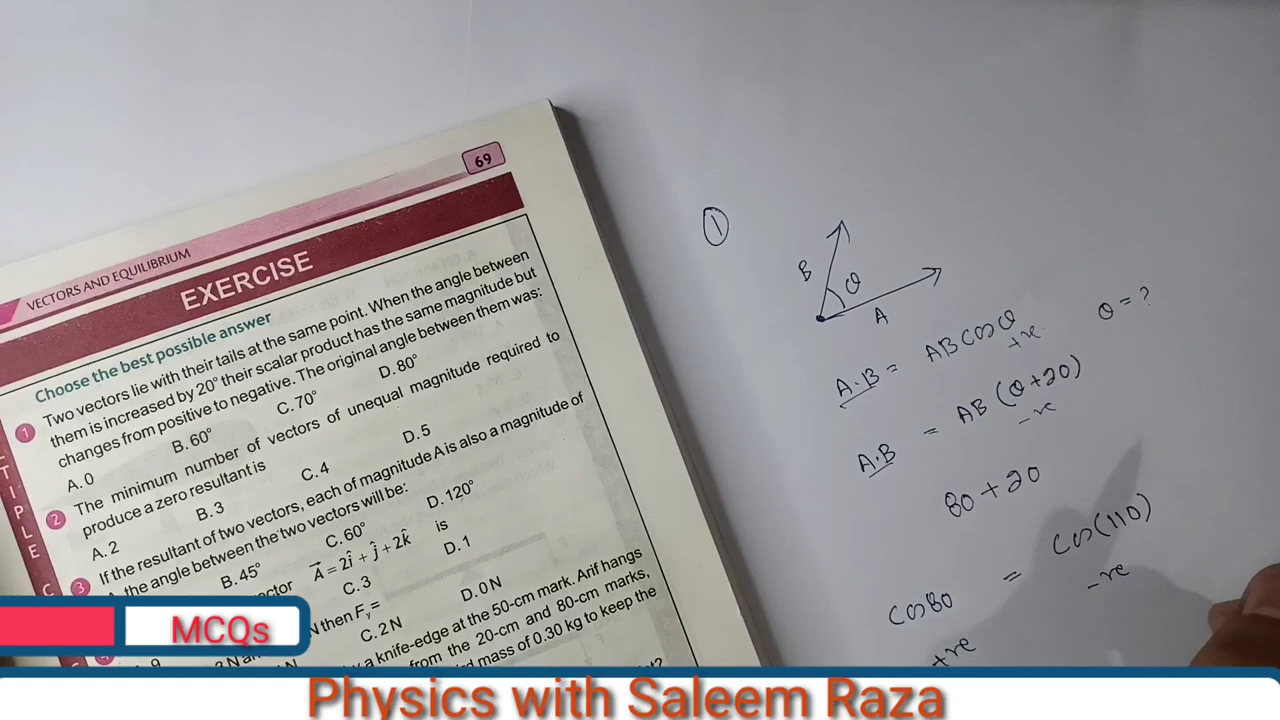 69
VECTORS AND EQUILIBRIUM
EXERCISE
Choose the best possible answer
1 Two vectors lie with their tails at the same point. When the angle between
them is increased by 20° their scalar product has the same magnitude but
changes from positive to negative. The original angle between them was:
A. 0 B. 60° C. 70° D. 80°
2 The minimum number of vectors of unequal magnitude required to
produce a zero resultant is
A. 2 B. 3 C. 4 D. 5
3 If the resultant of two vectors, each of magnitude A is also a magnitude of
the angle between the two vectors will be:
B. 45° C. 60° D. 120°
A = 2î + ĵ + 2k̂ is
C. 3 D. 1
N then Fy =
C. 2 N D. 0 N
a knife-edge at the 50-cm mark. Arif hangs
from the 20-cm and 80-cm marks,
mass of 0.30 kg to keep the
T
I
P
L
E
C
①
B θ
A
A.B = AB cosθ θ = ?
+ve
A.B = AB (θ+20)
-ve
80+20
cos80 = cos(110)
+ve -ve
MCQs
Physics with Saleem Raza